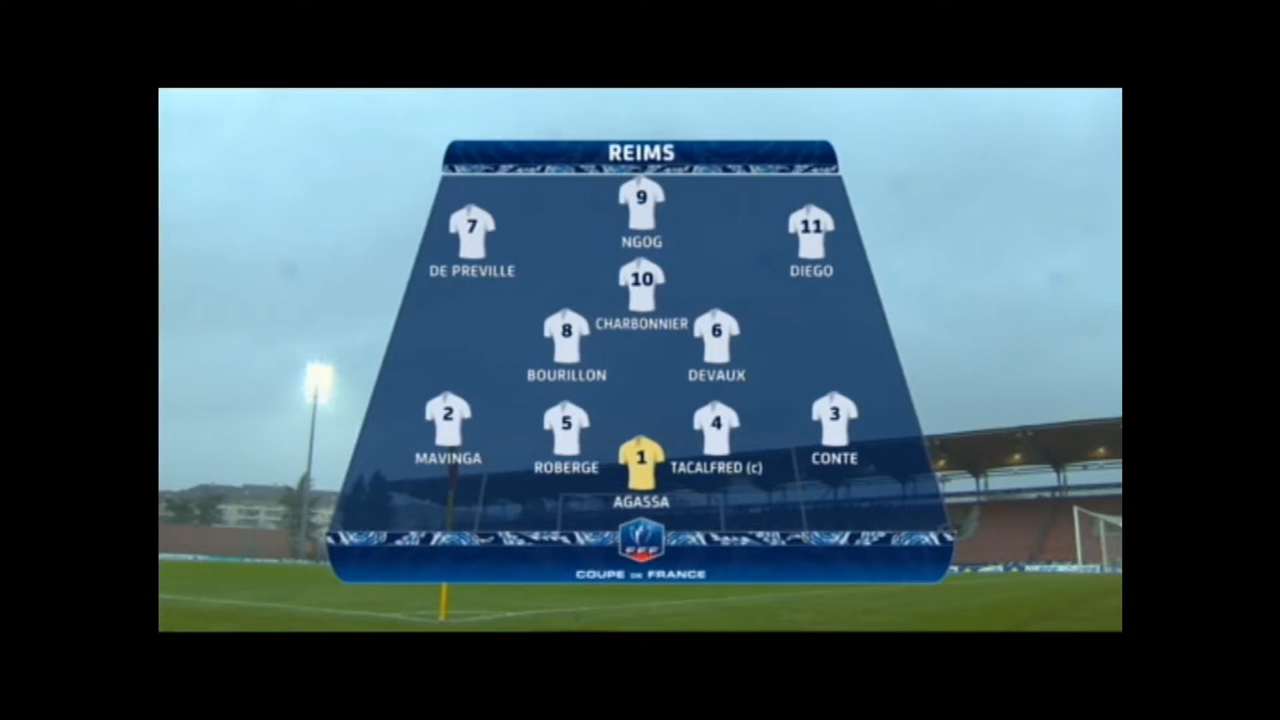 REIMS
9
NGOG
7
DE PREVILLE
11
DIEGO
10
CHARBONNIER
8
BOURILLON
6
DEVAUX
2
MAVINGA
5
ROBERGE
4
TACALFRED (c)
3
CONTE
1
AGASSA
FFF
COUPE DE FRANCE